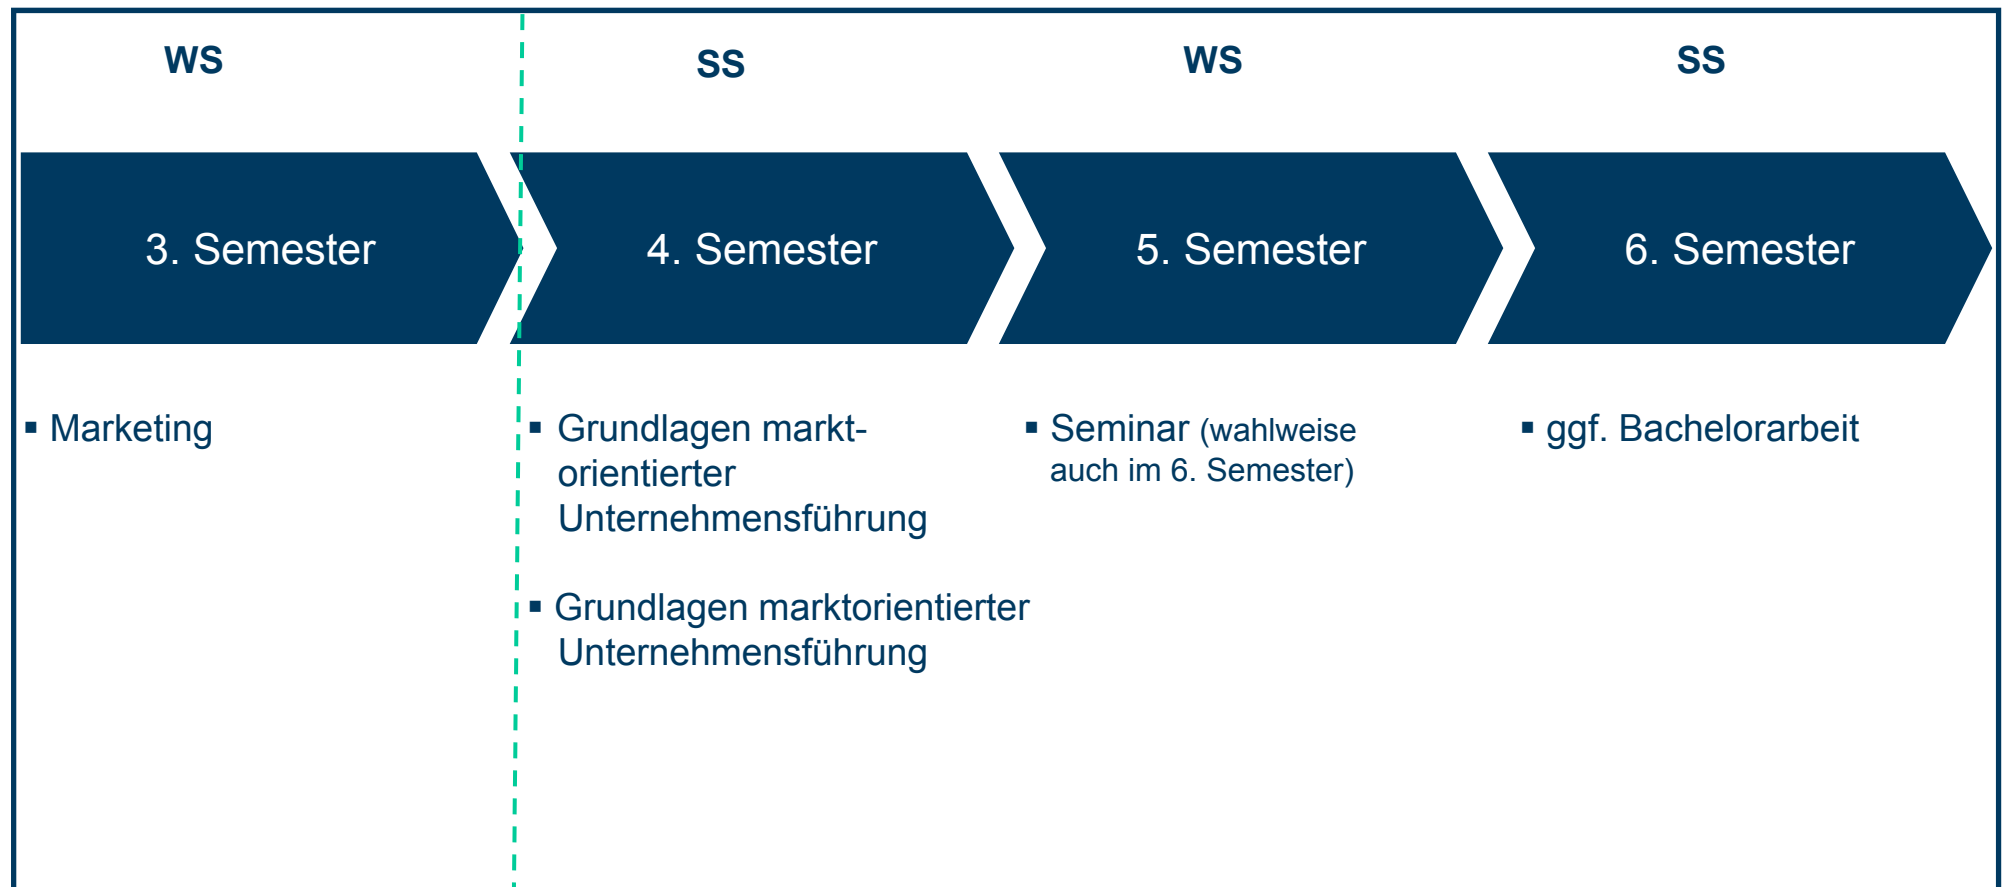 WS
SS
WS
SS
3. Semester
4. Semester
5. Semester
6. Semester
▪ Marketing
▪ Grundlagen markt-
orientierter
Unternehmensführung
▪ Grundlagen marktorientierter
Unternehmensführung
▪ Seminar (wahlweise
auch im 6. Semester)
▪ ggf. Bachelorarbeit